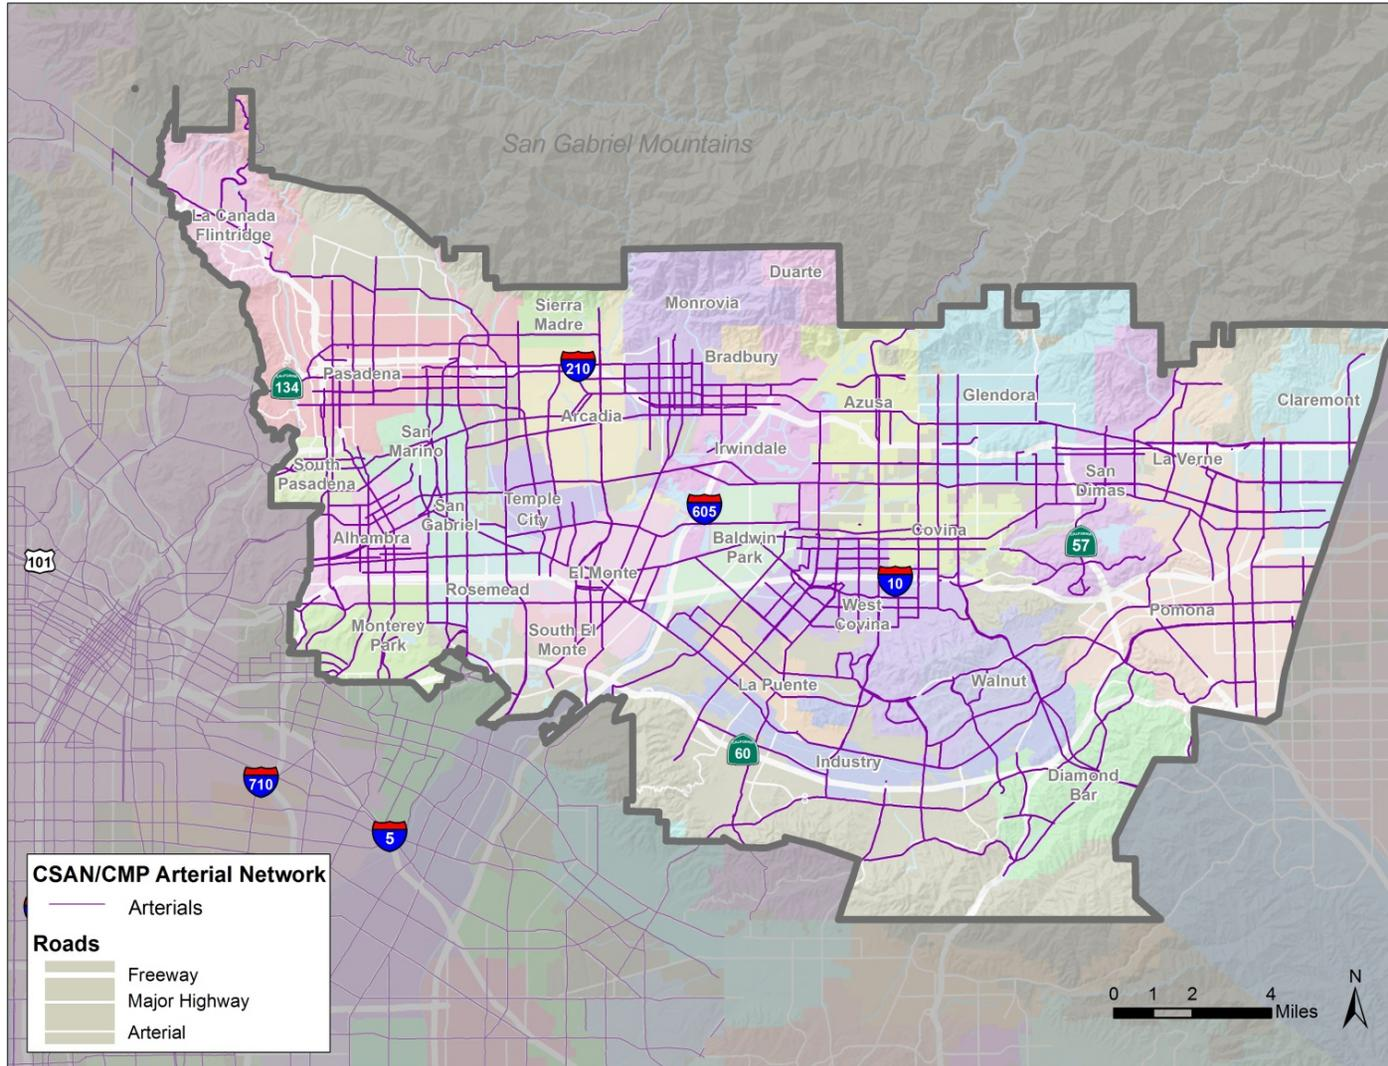 San Gabriel Mountains
La Canada
Flintridge
Duarte
Monrovia
Sierra
Madre
Bradbury
210
Pasadena
CALIFORNIA
134
Azusa
Glendora
Claremont
Arcadia
San
Marino
Irwindale
La Verne
South
Pasadena
San
Dimas
Temple
City
San
Gabriel
605
Alhambra
Baldwin
Park
Covina
CALIFORNIA
57
101
El Monte
10
Rosemead
West
Covina
Pomona
Monterey
Park
South El
Monte
La Puente
Walnut
CALIFORNIA
60
Industry
Diamond
Bar
710
5
CSAN/CMP Arterial Network
Arterials
Roads
Freeway
Major Highway
Arterial
N
0 1 2 4
Miles